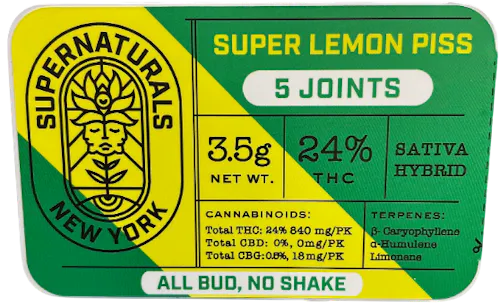 SUPERNATURALS
NEW YORK
SUPER LEMON PISS
5 JOINTS
3.5g
NET WT.
24%
THC
SATIVA
HYBRID
CANNABINOIDS:
Total THC: 24% 840 mg/PK
Total CBD: 0%, 0mg/PK
Total CBG:0.5%, 18mg/PK
TERPENES:
β- Caryophyllene
α-Humulene
Limonene
ALL BUD, NO SHAKE